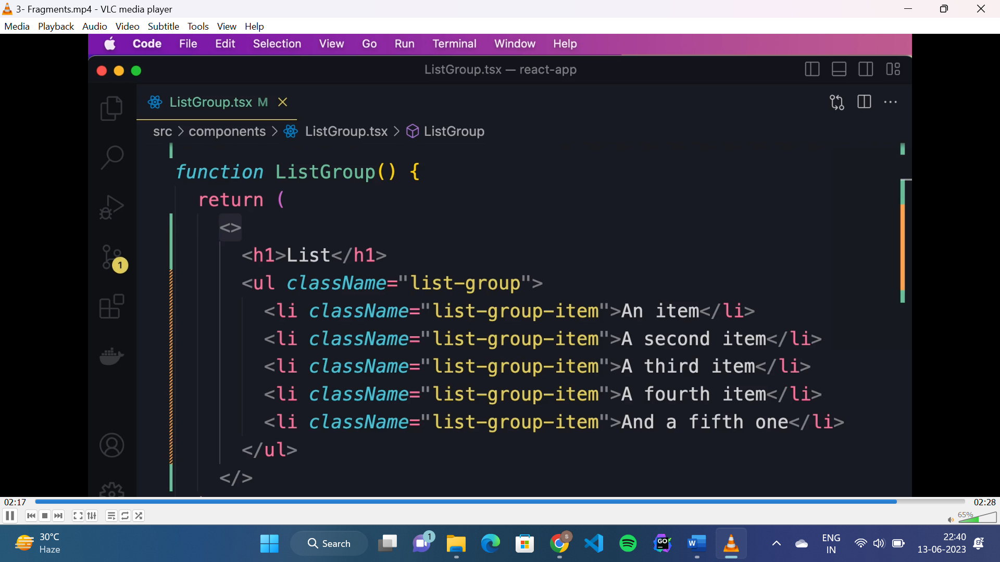 3- Fragments.mp4 - VLC media player
Media Playback Audio Video Subtitle Tools View Help
Code File Edit Selection View Go Run Terminal Window Help
ListGroup.tsx — react-app
ListGroup.tsx M
src > components > ListGroup.tsx > ListGroup
function ListGroup() {
return (
<>
<h1>List</h1>
<ul className="list-group">
<li className="list-group-item">An item</li>
<li className="list-group-item">A second item</li>
<li className="list-group-item">A third item</li>
<li className="list-group-item">A fourth item</li>
<li className="list-group-item">And a fifth one</li>
</ul>
</>
1
02:17 02:28
65%
30°C
Haze
Search
1
S
GO
W
ENG
IN
22:40
13-06-2023